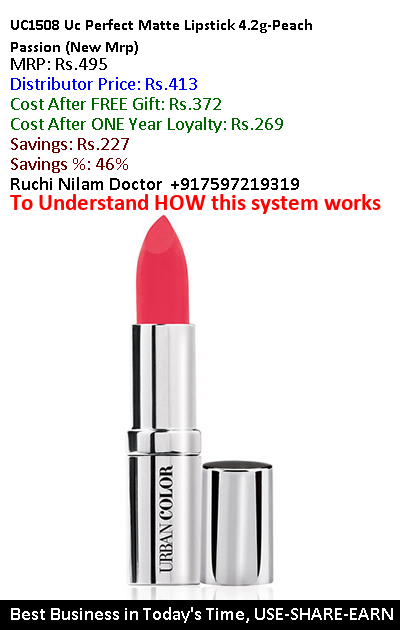 UC1508 Uc Perfect Matte Lipstick 4.2g-Peach
Passion (New Mrp)
MRP: Rs.495
Distributor Price: Rs.413
Cost After FREE Gift: Rs.372
Cost After ONE Year Loyalty: Rs.269
Savings: Rs.227
Savings %: 46%
Ruchi Nilam Doctor +917597219319
To Understand HOW this system works
URBAN COLOR
Best Business in Today's Time, USE-SHARE-EARN